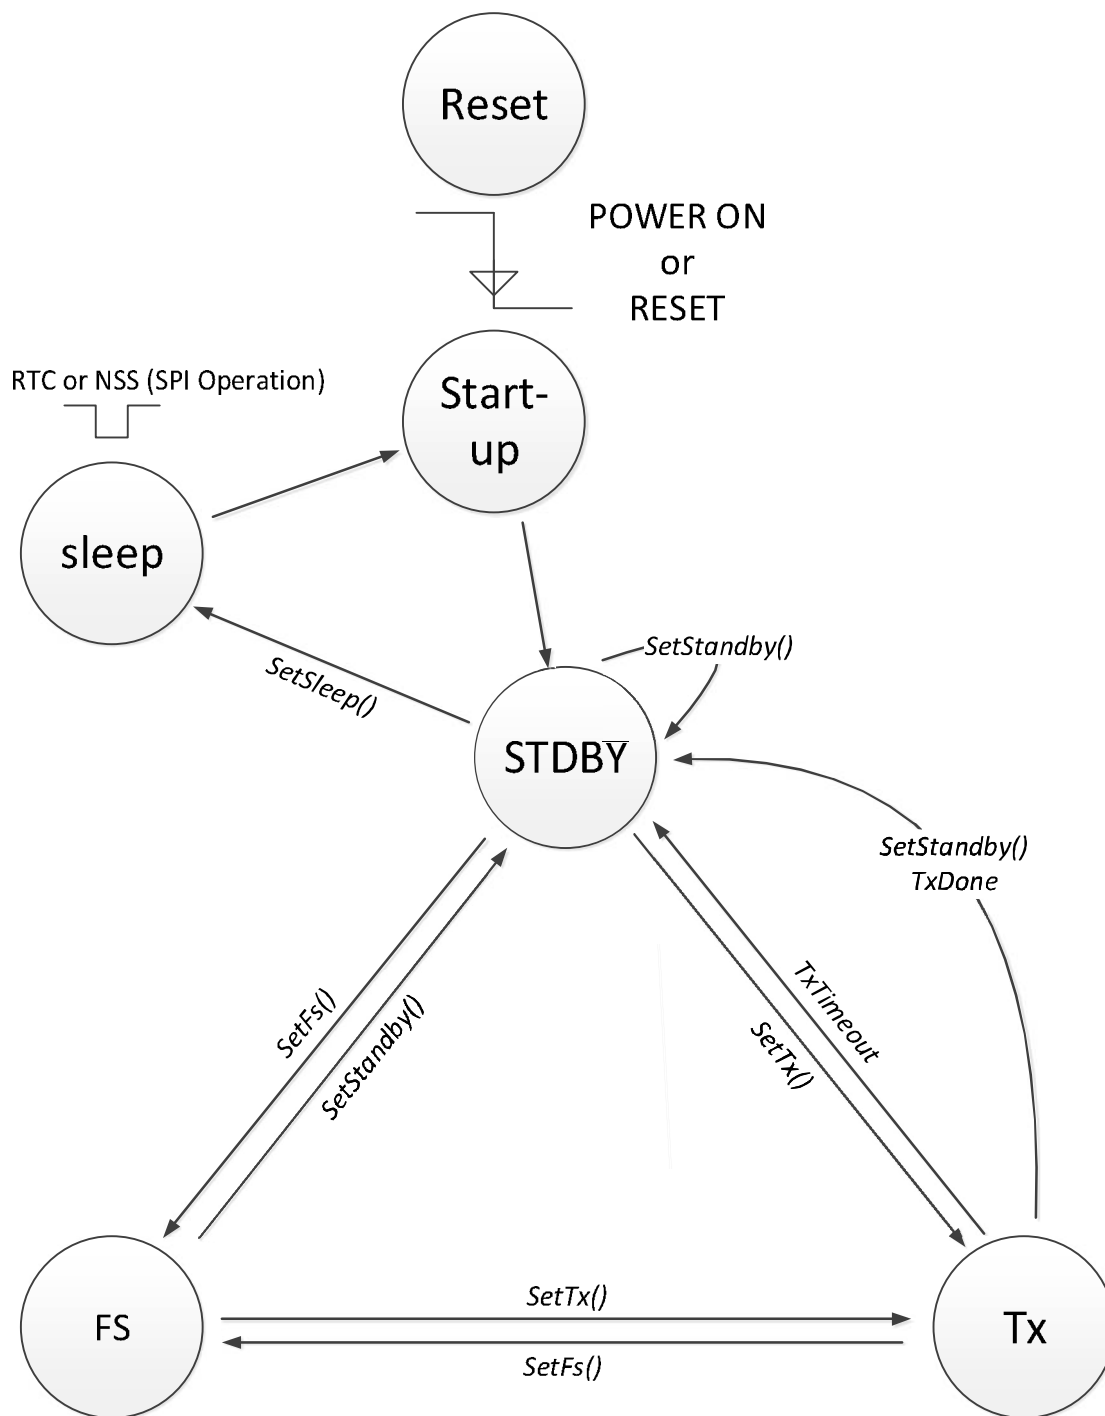 Reset
POWER ON
or
RESET
RTC or NSS (SPI Operation)
Start-
up
sleep
SetStandby()
SetSleep()
STDBY
SetStandby()
TxDone
SetFs()
SetStandby()
TxTimeout
SetTx()
SetTx()
FS
Tx
SetFs()